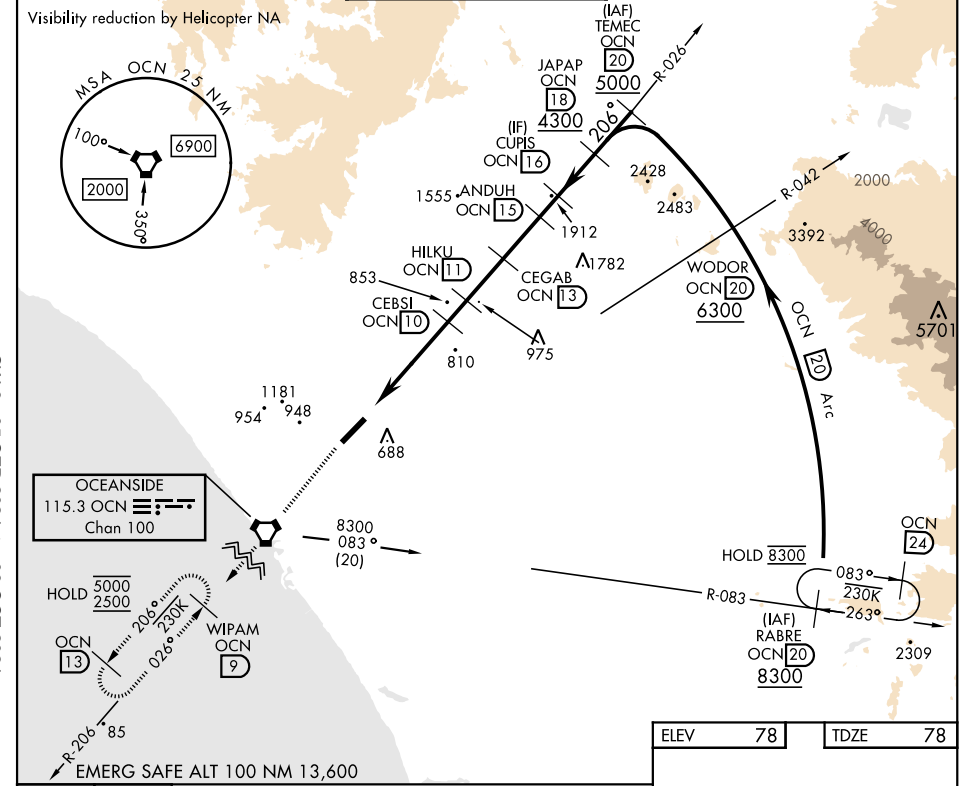 Visibility reduction by Helicopter NA
MSA OCN 25 NM
100°
6900
2000
350°
(IAF)
TEMEC
OCN
20
5000
R-026
JAPAP
OCN
18
4300
206°
(IF)
CUPIS
OCN 16
1555
ANDUH
OCN 15
1912
2428
2483
R-042
2000
4000
3392
HILKU
OCN 11
853
CEGAB
OCN 13
1782
WODOR
OCN 20
6300
5701
CEBSI
OCN 10
975
810
OCN 20 Arc
1181
954
948
688
OCEANSIDE
115.3 OCN
Chan 100
8300
083°
(20)
HOLD 8300
OCN
24
083°
230K
263°
R-083
(IAF)
RABRE
OCN 20
8300
2309
HOLD 5000
2500
206°
230K
026°
WIPAM
OCN
9
OCN
13
85
R-206
EMERG SAFE ALT 100 NM 13,600
ELEV 78
TDZE 78